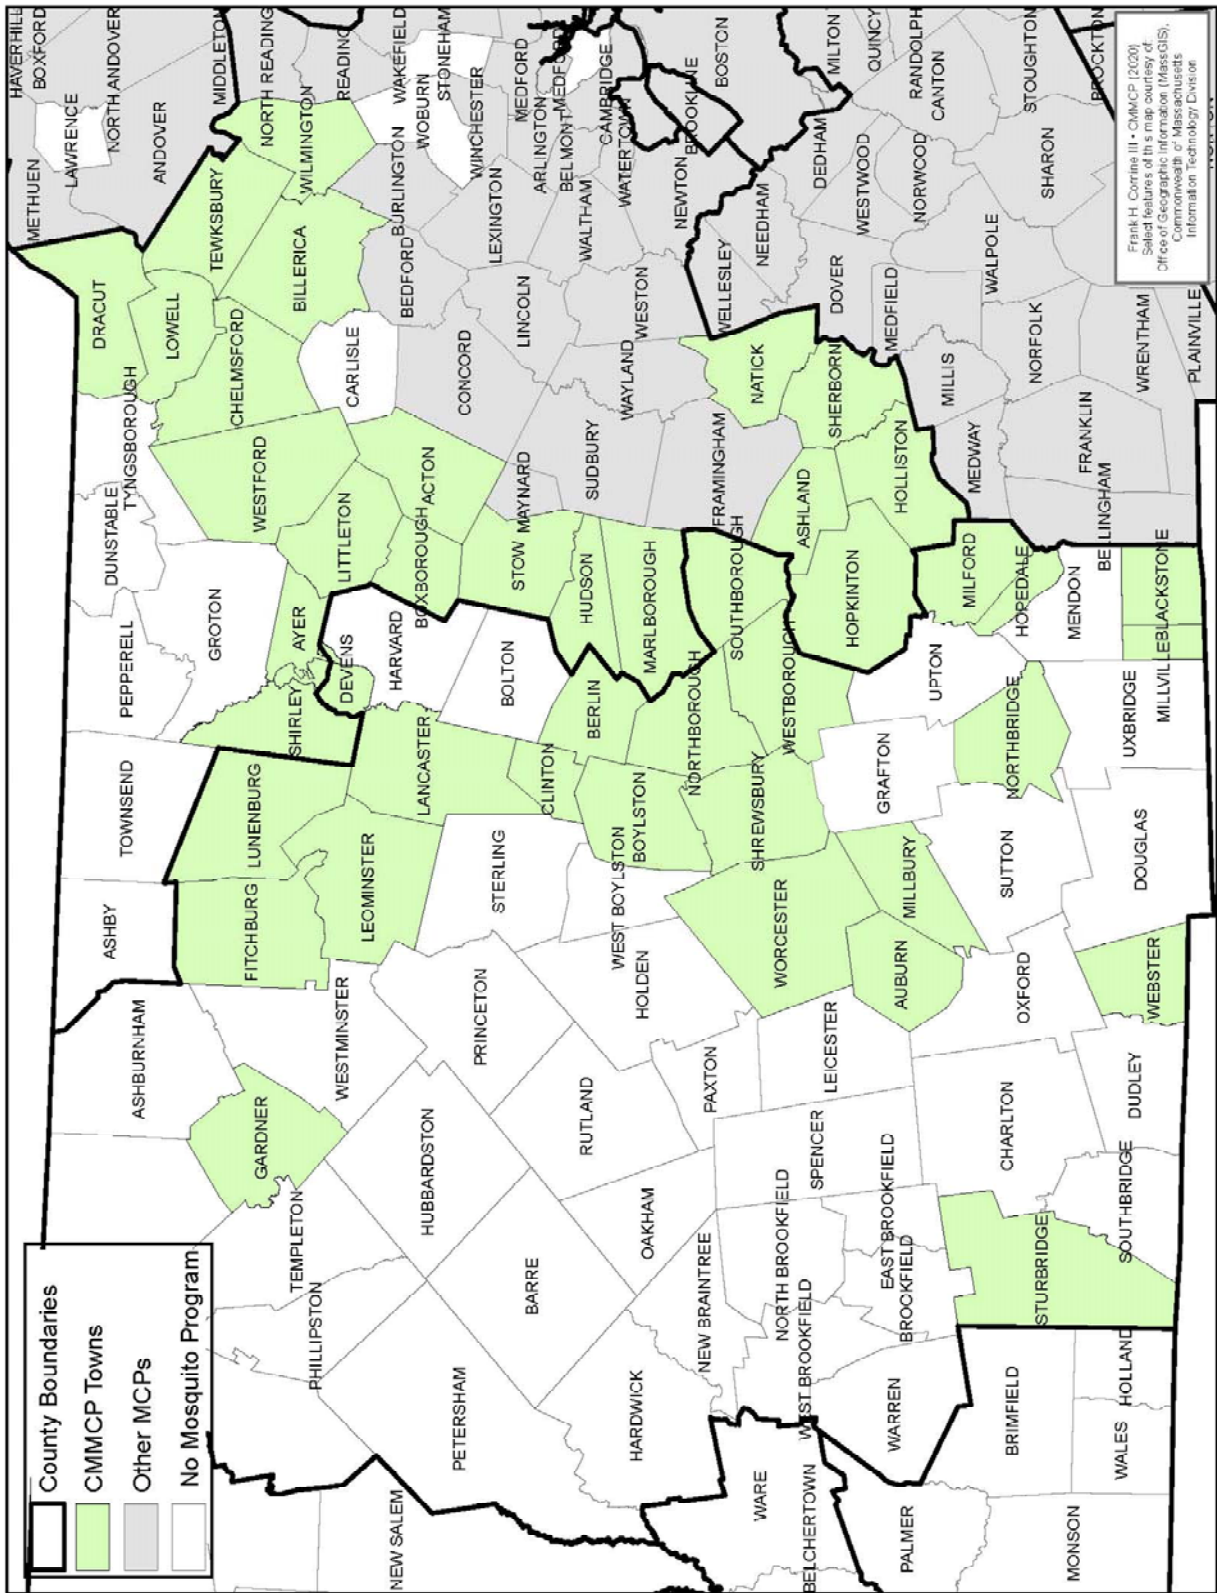 County Boundaries
CMMCP Towns
Other MCPs
No Mosquito Program
ASHBURNHAM
ASHBY
TOWNSEND
PEPPERELL
DUNSTABLE
TYNGSBOROUGH
DRACUT
METHUEN
LAWRENCE
HAVERHILL
BOXFORD
NORTH ANDOVER
ANDOVER
MIDDLETON
GROTON
LOWELL
TEWKSBURY
NORTH READING
WILMINGTON
READING
TEMPLETON
PHILLIPSTON
GARDNER
WESTMINSTER
FITCHBURG
LUNENBURG
SHIRLEY
AYER
WESTFORD
CHELMSFORD
BILLERICA
LITTLETON
CARLISLE
BEDFORD
BURLINGTON
WAKEFIELD
WOBURN
STONEHAM
WINCHESTER
NEW SALEM
PETERSHAM
HUBBARDSTON
LEOMINSTER
LANCASTER
DEVENS
HARVARD
BOXBOROUGH
ACTON
CONCORD
LEXINGTON
MEDFORD
ARLINGTON
MEDFORD
BELMONT
PRINCETON
STERLING
BOLTON
STOW
MAYNARD
LINCOLN
WALTHAM
CAMBRIDGE
WATERTOWN
BARRE
RUTLAND
CLINTON
BERLIN
HUDSON
SUDBURY
WAYLAND
WESTON
NEWTON
BROOKLINE
BOSTON
HARDWICK
OAKHAM
HOLDEN
WEST BOYLSTON
BOYLSTON
NORTHBOROUGH
MARLBOROUGH
FRAMINGHAM
WELLESLEY
NEEDHAM
NEW BRAINTREE
PAXTON
SHREWSBURY
WESTBOROUGH
SOUTHBOROUGH
NATICK
DEDHAM
MILTON
QUINCY
WARE
BELCHERTOWN
WEST BROOKFIELD
NORTH BROOKFIELD
SPENCER
LEICESTER
WORCESTER
ASHLAND
SHERBORN
DOVER
WESTWOOD
RANDOLPH
CANTON
PALMER
WARREN
BROCKFIELD
EAST BROOKFIELD
AUBURN
MILLBURY
GRAFTON
HOPKINTON
HOLLISTON
MEDFIELD
NORWOOD
UPTON
MILFORD
MEDWAY
MILLIS
WALPOLE
SHARON
STOUGHTON
BROCKTON
MONSON
BRIMFIELD
STURBRIDGE
CHARLTON
OXFORD
SUTTON
NORTHBRIDGE
HOPEDALE
MENDON
BELLINGHAM
FRANKLIN
NORFOLK
WALES
HOLLAND
SOUTHBRIDGE
DUDLEY
WEBSTER
DOUGLAS
UXBRIDGE
MILLVILLE
BLACKSTONE
WRENTHAM
PLAINVILLE
Frank H. Cornine III • CMMCP (2020)
Select features of this map courtesy of:
Office of Geographic Information (MassGIS),
Commonwealth of Massachusetts
Information Technology Division